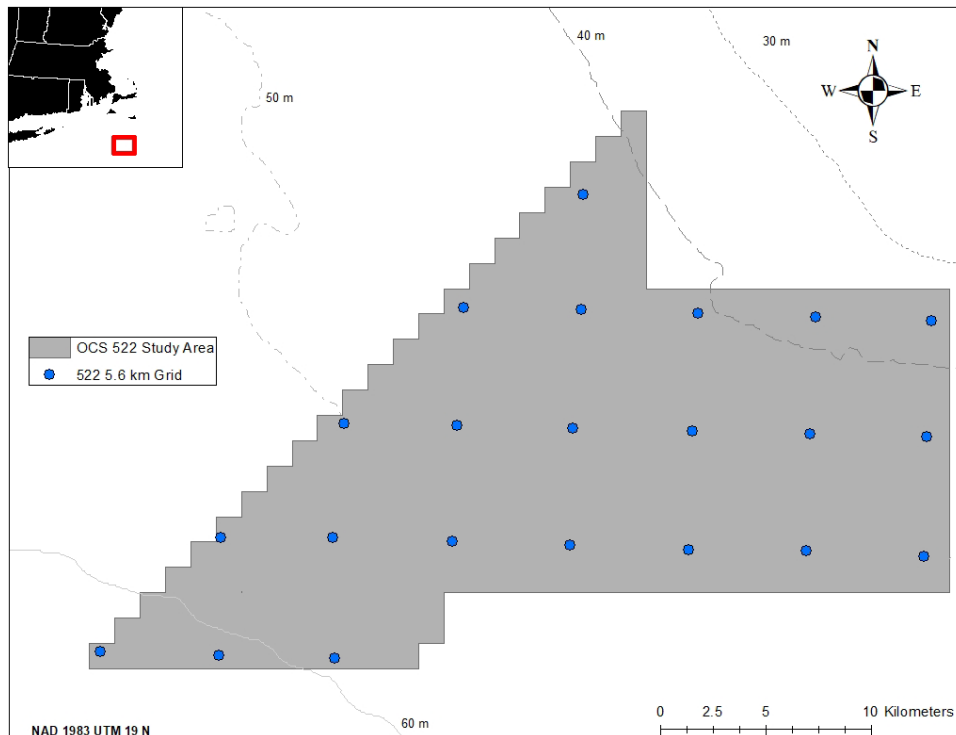 40 m
30 m
50 m
N
W E
S
OCS 522 Study Area
522 5.6 km Grid
60 m
0 2.5 5 10 Kilometers
NAD 1983 UTM 19 N